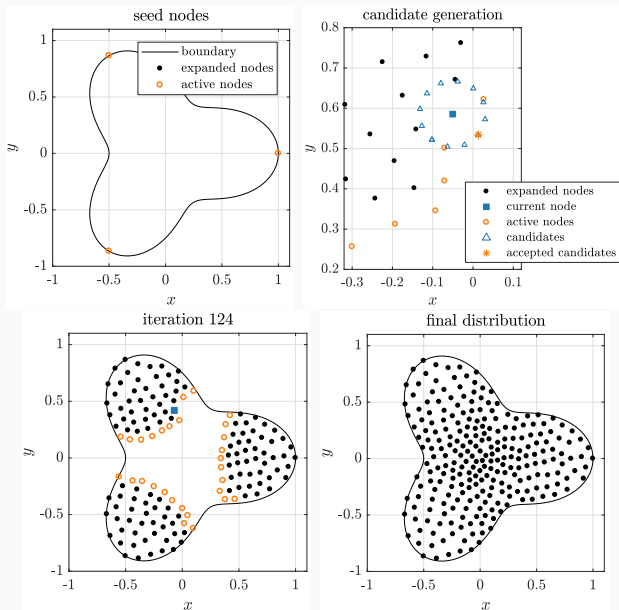 seed nodes
1
0.5
0
-0.5
-1
y
-1
-0.5
0
0.5
1
x
boundary
expanded nodes
active nodes
candidate generation
0.8
0.7
0.6
0.5
0.4
0.3
0.2
y
-0.3
-0.2
-0.1
0
0.1
x
expanded nodes
current node
active nodes
candidates
accepted candidates
iteration 124
1
0.5
0
-0.5
-1
y
-1
-0.5
0
0.5
1
x
final distribution
1
0.5
0
-0.5
-1
y
-1
-0.5
0
0.5
1
x